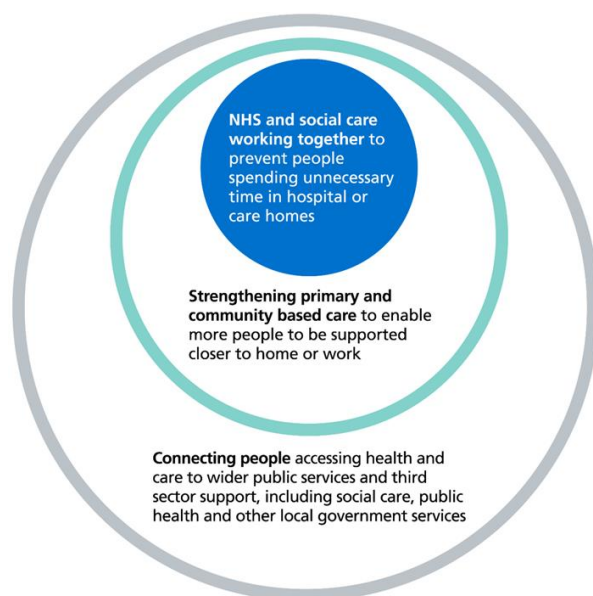 NHS and social care
working together to
prevent people
spending unnecessary
time in hospital or
care homes
Strengthening primary and
community based care to enable
more people to be supported
closer to home or work
Connecting people accessing health and
care to wider public services and third
sector support, including social care, public
health and other local government services